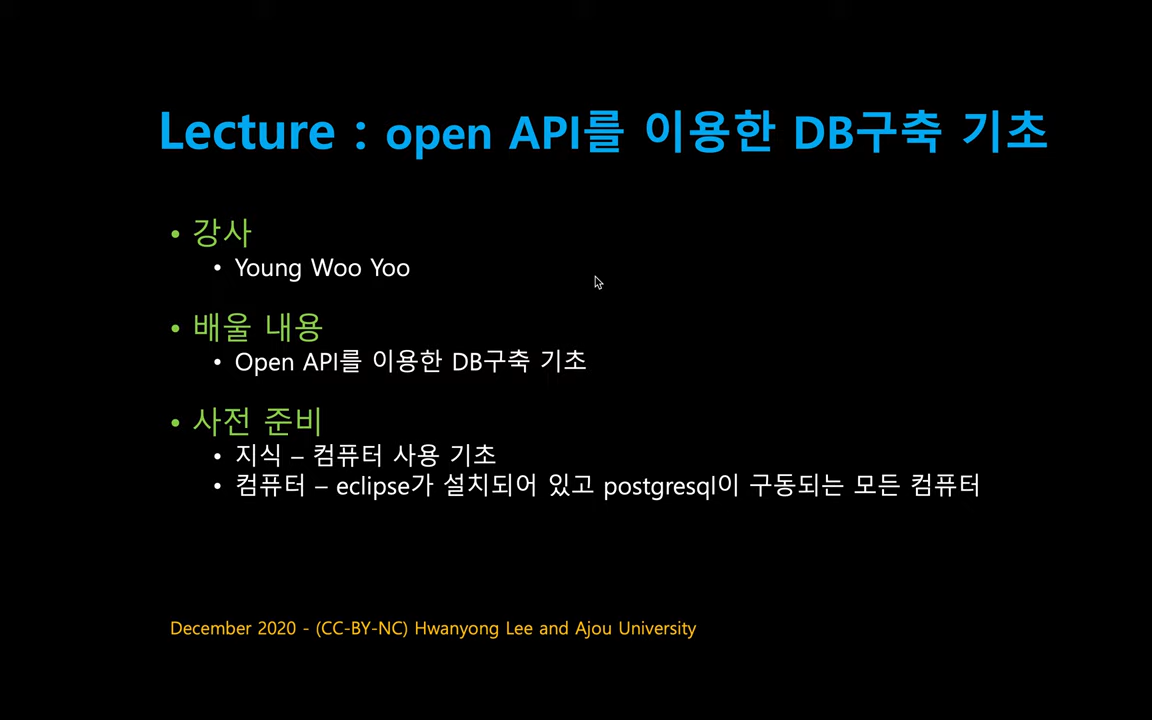 Lecture : open API를 이용한 DB구축 기초
• 강사
• Young Woo Yoo
• 배울 내용
• Open API를 이용한 DB구축 기초
• 사전 준비
• 지식 – 컴퓨터 사용 기초
• 컴퓨터 – eclipse가 설치되어 있고 postgresql이 구동되는 모든 컴퓨터
December 2020 - (CC-BY-NC) Hwanyong Lee and Ajou University